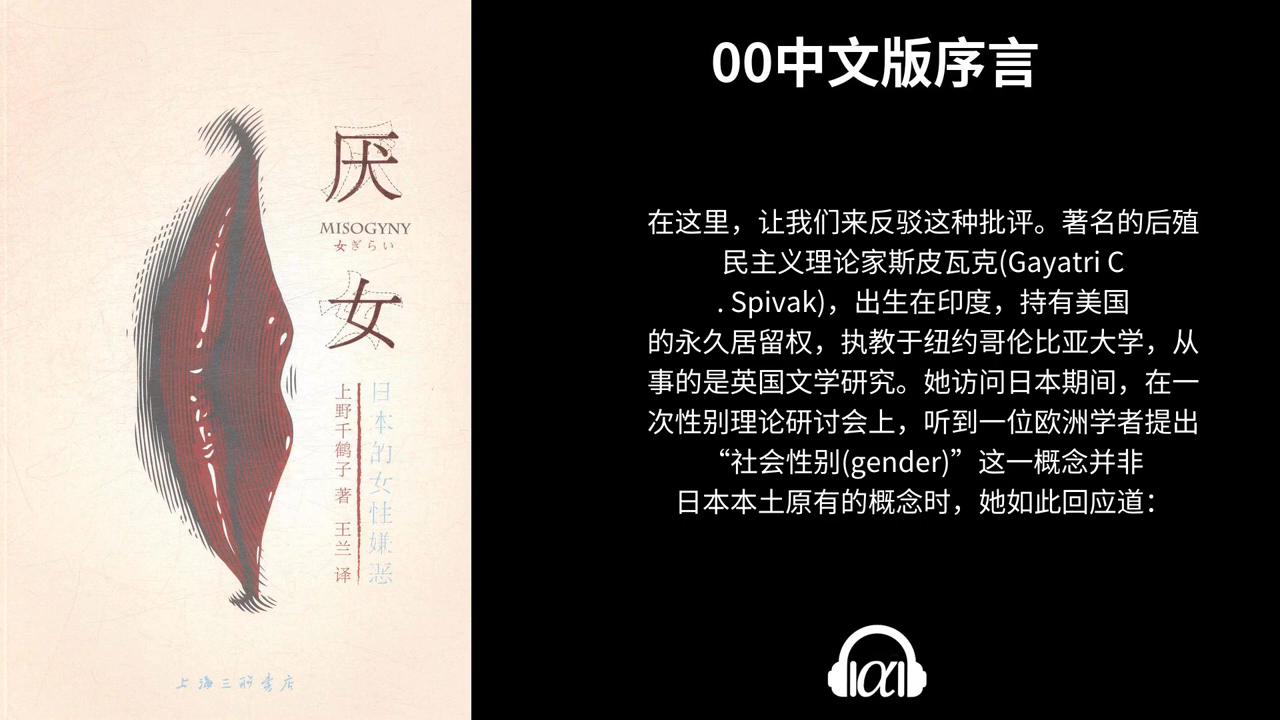 厌
MISOGYNY
女ぎらい
女
日本的女性嫌恶
上野千鹤子 著 王兰 译
上海三联书店
00中文版序言
在这里，让我们来反驳这种批评。著名的后殖
民主义理论家斯皮瓦克(Gayatri C
. Spivak)，出生在印度，持有美国
的永久居留权，执教于纽约哥伦比亚大学，从
事的是英国文学研究。她访问日本期间，在一
次性别理论研讨会上，听到一位欧洲学者提出
“社会性别(gender)”这一概念并非
日本本土原有的概念时，她如此回应道：